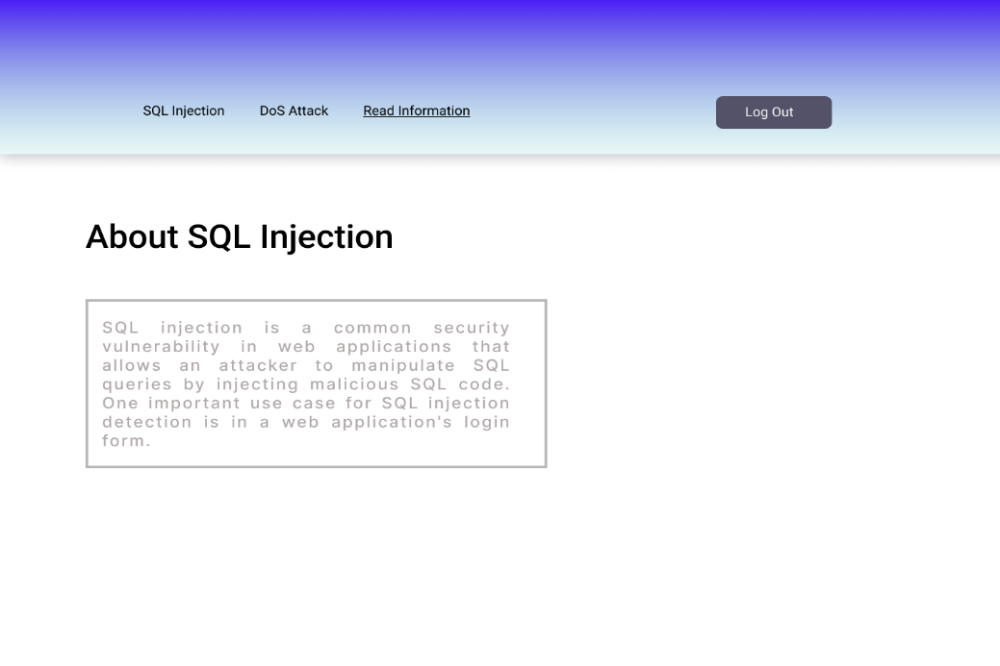 SQL Injection DoS Attack Read Information Log Out
About SQL Injection
SQL injection is a common security
vulnerability in web applications that
allows an attacker to manipulate SQL
queries by injecting malicious SQL code.
One important use case for SQL injection
detection is in a web application's login
form.